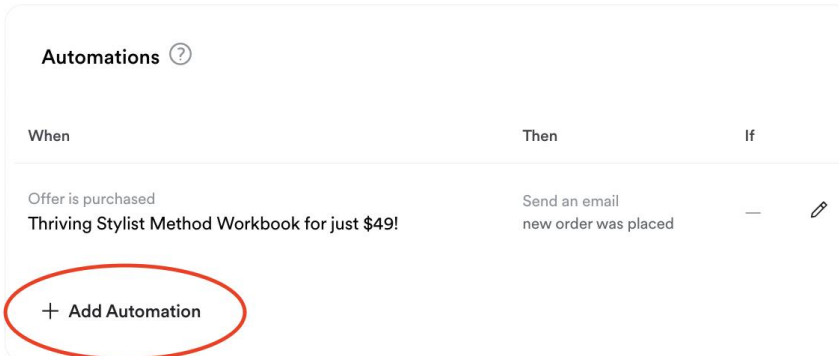 Automations ?
When Then If
Offer is purchased Send an email
Thriving Stylist Method Workbook for just $49! new order was placed —
+ Add Automation